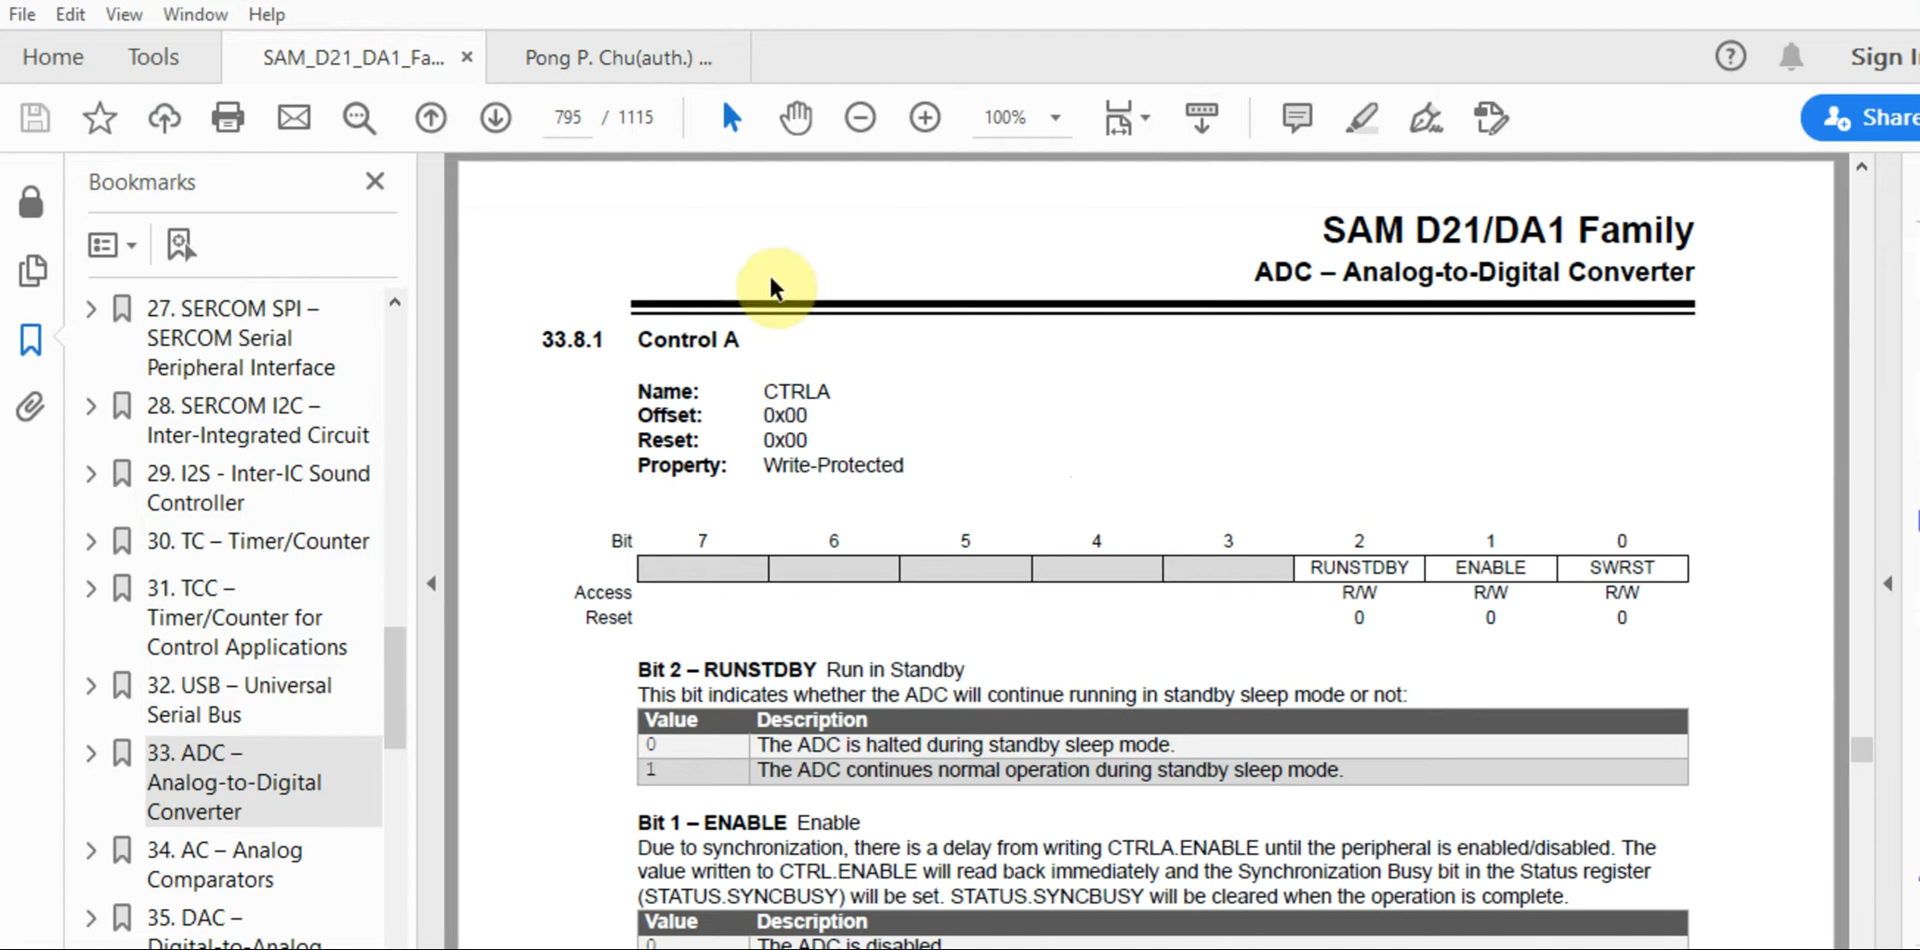 File Edit View Window Help
Home Tools SAM_D21_DA1_Fa... × Pong P. Chu(auth.) ... Sign
795 / 1115 100% Share
Bookmarks
27. SERCOM SPI –
SERCOM Serial
Peripheral Interface
28. SERCOM I2C –
Inter-Integrated Circuit
29. I2S - Inter-IC Sound
Controller
30. TC – Timer/Counter
31. TCC –
Timer/Counter for
Control Applications
32. USB – Universal
Serial Bus
33. ADC –
Analog-to-Digital
Converter
34. AC – Analog
Comparators
35. DAC –
Digital-to-Analog
SAM D21/DA1 Family
ADC – Analog-to-Digital Converter
33.8.1 Control A
Name: CTRLA
Offset: 0x00
Reset: 0x00
Property: Write-Protected
Bit 7 6 5 4 3 2 1 0
RUNSTDBY ENABLE SWRST
Access R/W R/W R/W
Reset 0 0 0
Bit 2 – RUNSTDBY Run in Standby
This bit indicates whether the ADC will continue running in standby sleep mode or not:
Value Description
0 The ADC is halted during standby sleep mode.
1 The ADC continues normal operation during standby sleep mode.
Bit 1 – ENABLE Enable
Due to synchronization, there is a delay from writing CTRLA.ENABLE until the peripheral is enabled/disabled. The
value written to CTRL.ENABLE will read back immediately and the Synchronization Busy bit in the Status register
(STATUS.SYNCBUSY) will be set. STATUS.SYNCBUSY will be cleared when the operation is complete.
Value Description
0 The ADC is disabled